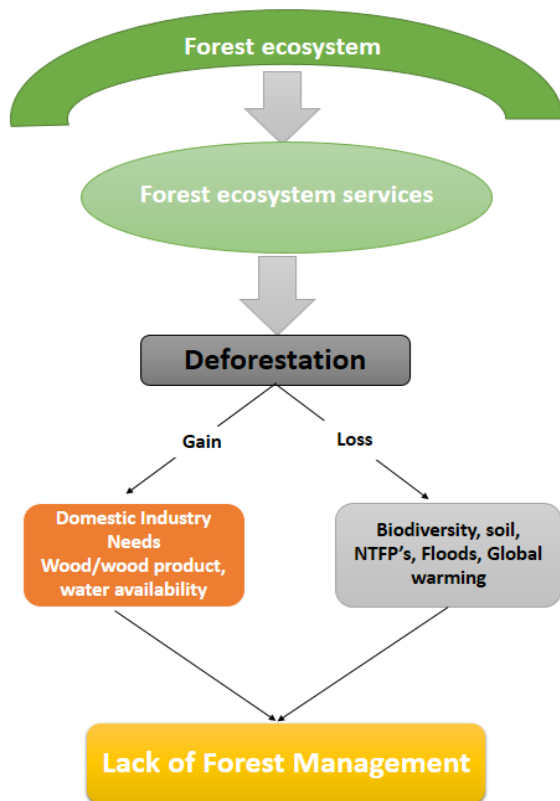 Forest ecosystem
Forest ecosystem services
Deforestation
Gain
Loss
Domestic Industry
Needs
Wood/wood product,
water availability
Biodiversity, soil,
NTFP's, Floods, Global
warming
Lack of Forest Management